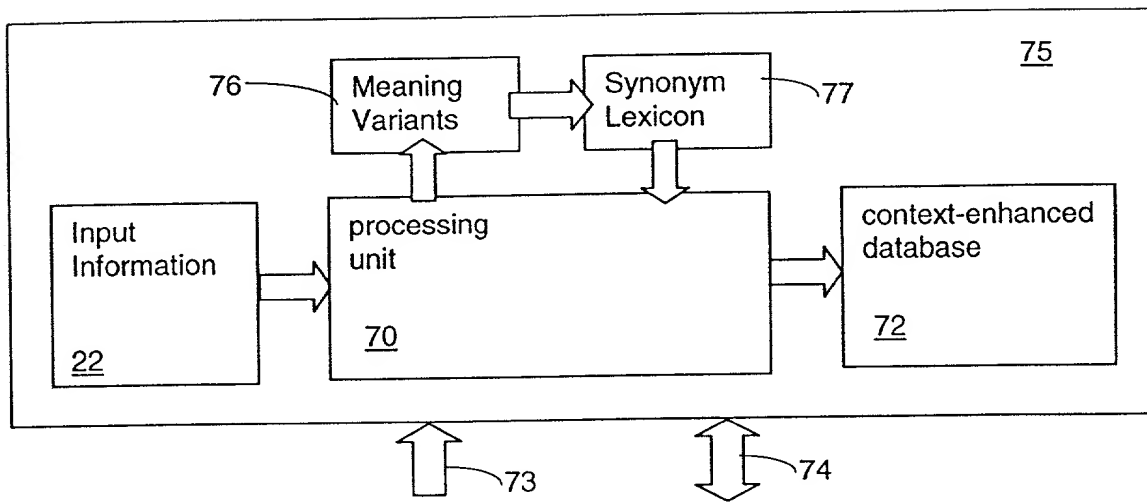 75
76
Meaning
Variants
Synonym
Lexicon
77
Input
Information
22
processing
unit
70
context-enhanced
database
72
73
74